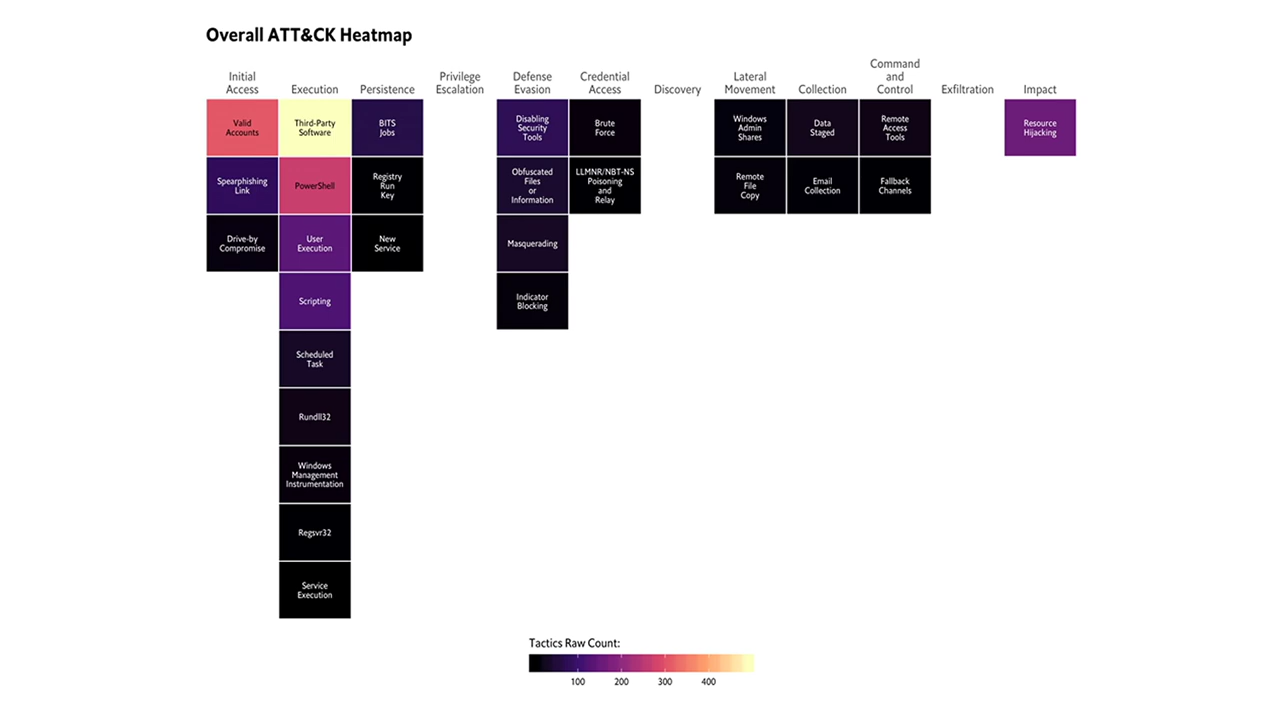 Overall ATT&CK Heatmap
Initial
Access
Execution
Persistence
Privilege
Escalation
Defense
Evasion
Credential
Access
Discovery
Lateral
Movement
Collection
Command
and
Control
Exfiltration
Impact
Valid
Accounts
Third-Party
Software
BITS
Jobs
Disabling
Security
Tools
Brute
Force
Windows
Admin
Shares
Data
Staged
Remote
Access
Tools
Resource
Hijacking
Spearphishing
Link
PowerShell
Registry
Run
Key
Obfuscated
Files
or
Information
LLMNR/NBT-NS
Poisoning
and
Relay
Remote
File
Copy
Email
Collection
Fallback
Channels
Drive-by
Compromise
User
Execution
New
Service
Masquerading
Scripting
Indicator
Blocking
Scheduled
Task
Rundll32
Windows
Management
Instrumentation
Regsvr32
Service
Execution
Tactics Raw Count:
100 200 300 400